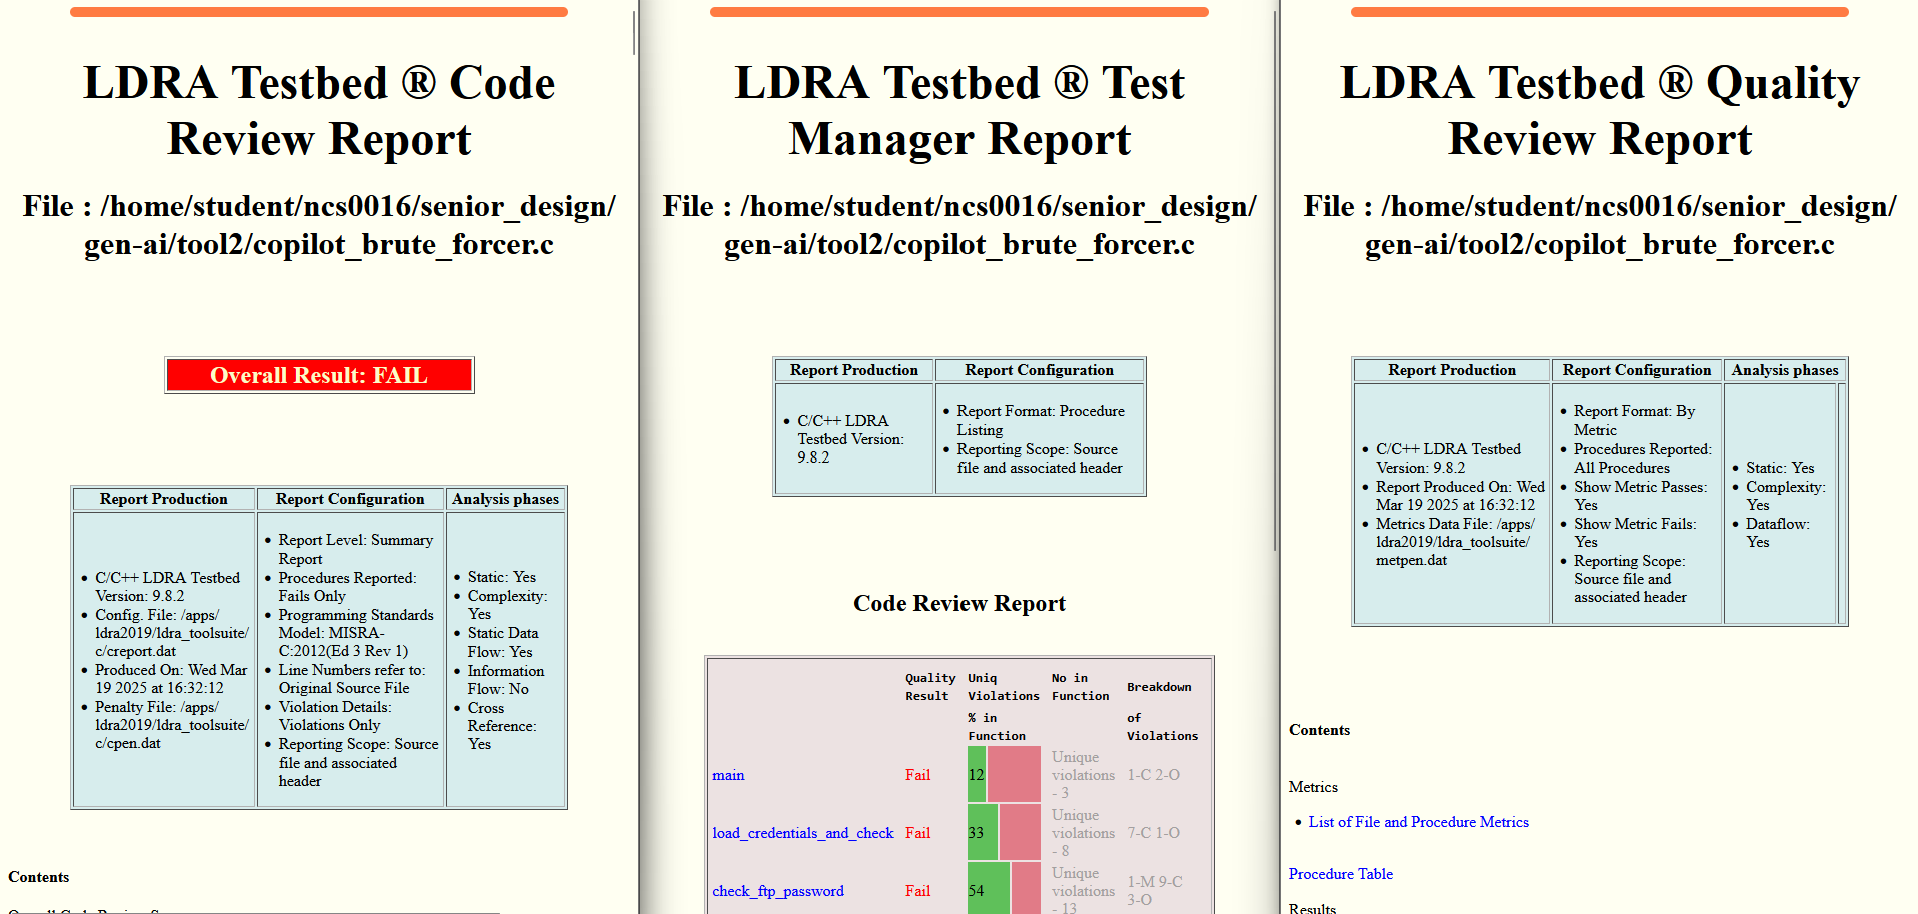 LDRA Testbed ® Code
Review Report
File : /home/student/ncs0016/senior_design/
gen-ai/tool2/copilot_brute_forcer.c
Overall Result: FAIL
Report Production
Report Configuration
Analysis phases
• C/C++ LDRA Testbed
Version: 9.8.2
• Config. File: /apps/
ldra2019/ldra_toolsuite/
c/creport.dat
• Produced On: Wed Mar
19 2025 at 16:32:12
• Penalty File: /apps/
ldra2019/ldra_toolsuite/
c/cpen.dat
• Report Level: Summary
Report
• Procedures Reported:
Fails Only
• Programming Standards
Model: MISRA-
C:2012(Ed 3 Rev 1)
• Line Numbers refer to:
Original Source File
• Violation Details:
Violations Only
• Reporting Scope: Source
file and associated
header
• Static: Yes
• Complexity:
Yes
• Static Data
Flow: Yes
• Information
Flow: No
• Cross
Reference:
Yes
Contents
LDRA Testbed ® Test
Manager Report
File : /home/student/ncs0016/senior_design/
gen-ai/tool2/copilot_brute_forcer.c
Report Production
Report Configuration
• C/C++ LDRA
Testbed Version:
9.8.2
• Report Format: Procedure
Listing
• Reporting Scope: Source
file and associated header
Code Review Report
Quality
Result
Uniq
Violations
% in
Function
No in
Function
Breakdown
of
Violations
main
Fail
12
Unique
violations
- 3
1-C 2-O
load_credentials_and_check
Fail
33
Unique
violations
- 8
7-C 1-O
check_ftp_password
Fail
54
Unique
violations
- 13
1-M 9-C
3-O
LDRA Testbed ® Quality
Review Report
File : /home/student/ncs0016/senior_design/
gen-ai/tool2/copilot_brute_forcer.c
Report Production
Report Configuration
Analysis phases
• C/C++ LDRA Testbed
Version: 9.8.2
• Report Produced On: Wed
Mar 19 2025 at 16:32:12
• Metrics Data File: /apps/
ldra2019/ldra_toolsuite/
metpen.dat
• Report Format: By
Metric
• Procedures Reported:
All Procedures
• Show Metric Passes:
Yes
• Show Metric Fails:
Yes
• Reporting Scope:
Source file and
associated header
• Static: Yes
• Complexity:
Yes
• Dataflow:
Yes
Contents
Metrics
• List of File and Procedure Metrics
Procedure Table
Results